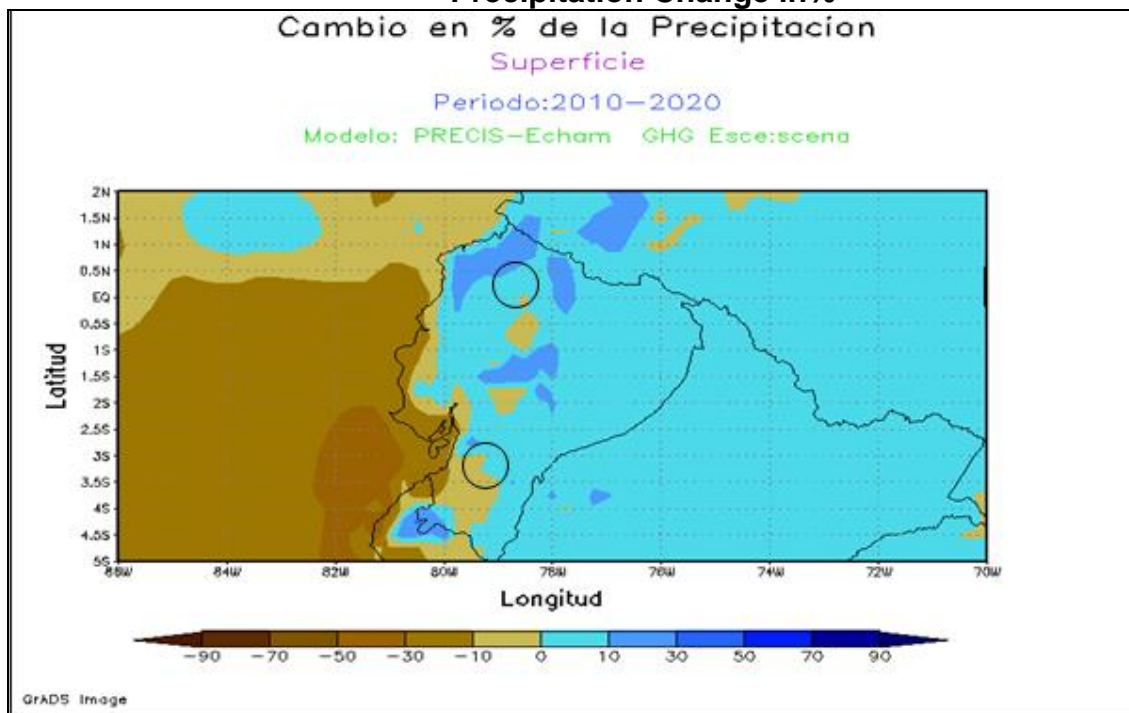 Precipitation Change in%
Cambio en % de la Precipitacion
Superficie
Periodo:2010-2020
Modelo: PRECIS-Echam GHG Esce:scena
Latitud
2N
1.5N
1N
0.5N
EQ
0.5S
1S
1.5S
2S
2.5S
3S
3.5S
4S
4.5S
5S
84W 82W 80W 78W 76W 74W 72W 70W
Longitud
-90 -70 -50 -30 -10 0 10 30 50 70 90
GrADS Image